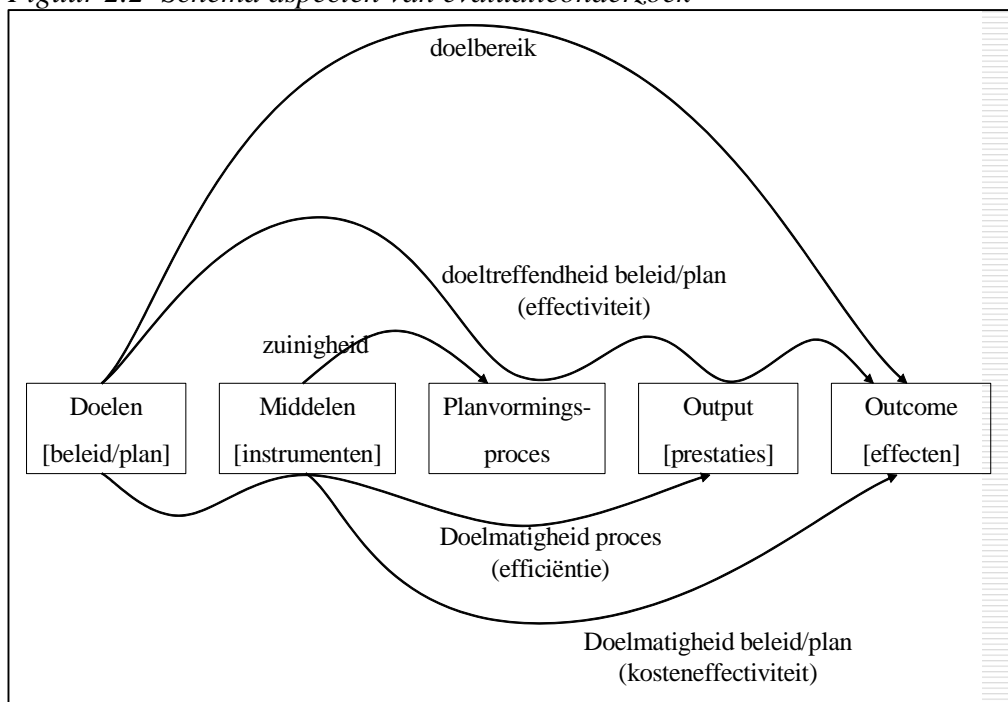 Figuur 2.2 Schema aspecten van evaluatieonderzoek
doelbereik
doeltreffendheid beleid/plan
(effectiviteit)
zuinigheid
Doelen
[beleid/plan]
Middelen
[instrumenten]
Planvormings-
proces
Output
[prestaties]
Outcome
[effecten]
Doelmatigheid proces
(efficiëntie)
Doelmatigheid beleid/plan
(kosteneffectiviteit)